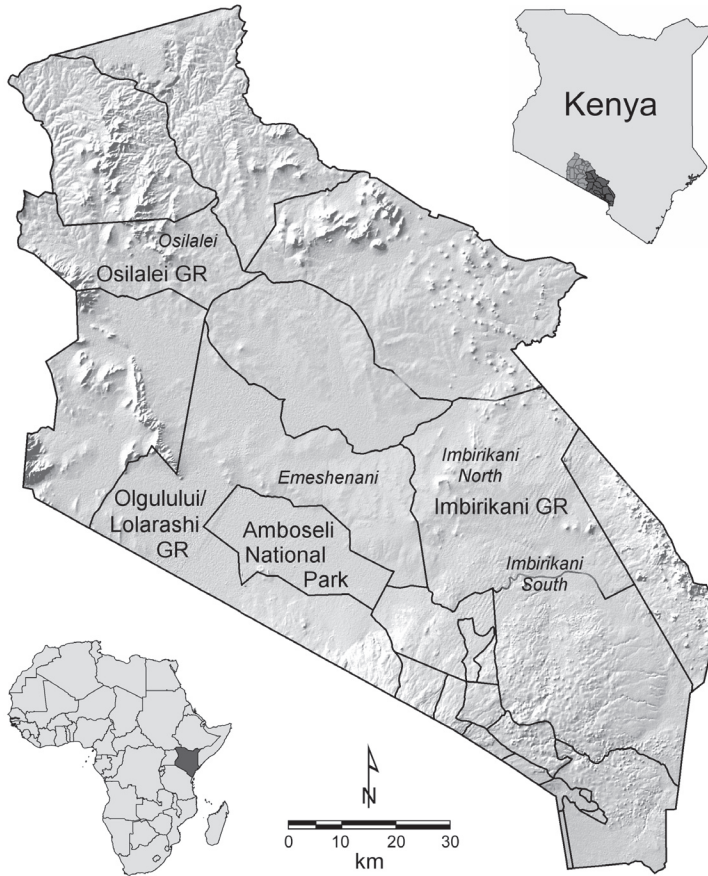 Kenya
Osilalei
Osilalei GR
Imbirikani
North
Emeshenani
Imbirikani GR
Olgululului/
Lolarashi
GR
Amboseli
National
Park
Imbirikani
South
N
0 10 20 30
km